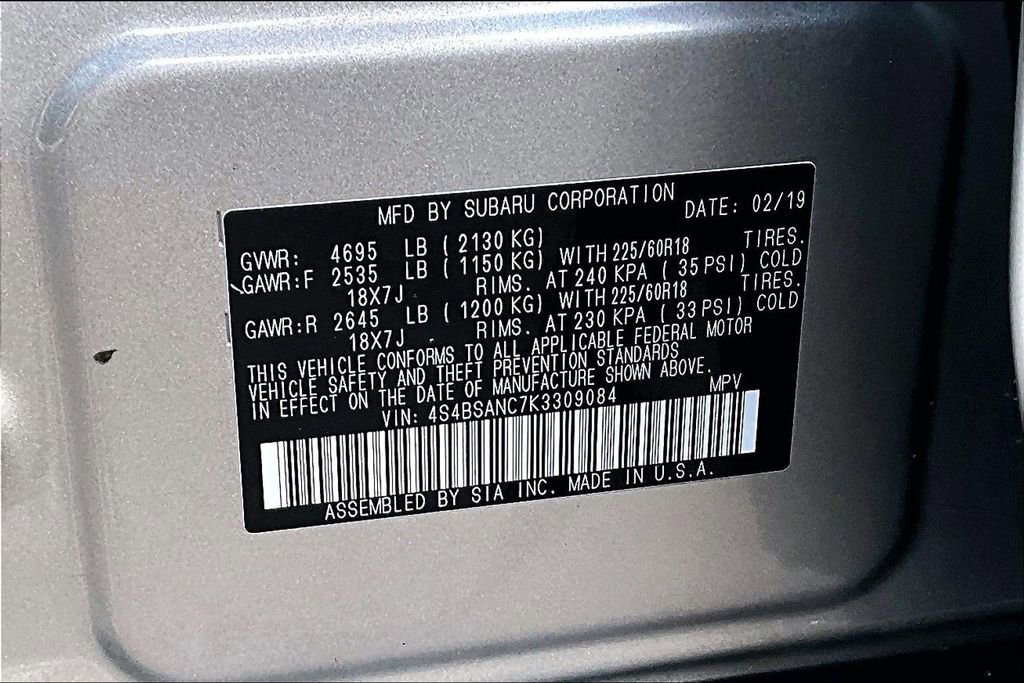 MFD BY SUBARU CORPORATION DATE: 02/19
GVWR: 4695 LB ( 2130 KG)
GAWR:F 2535 LB ( 1150 KG) WITH 225/60R18 TIRES.
18X7J RIMS. AT 240 KPA ( 35 PSI) COLD
GAWR:R 2645 LB ( 1200 KG) WITH 225/60R18 TIRES.
18X7J RIMS. AT 230 KPA ( 33 PSI) COLD
THIS VEHICLE CONFORMS TO ALL APPLICABLE FEDERAL MOTOR
VEHICLE SAFETY AND THEFT PREVENTION STANDARDS
IN EFFECT ON THE DATE OF MANUFACTURE SHOWN ABOVE.
VIN: 4S4BSANC7K3309084 MPV
ASSEMBLED BY SIA INC. MADE IN U.S.A.